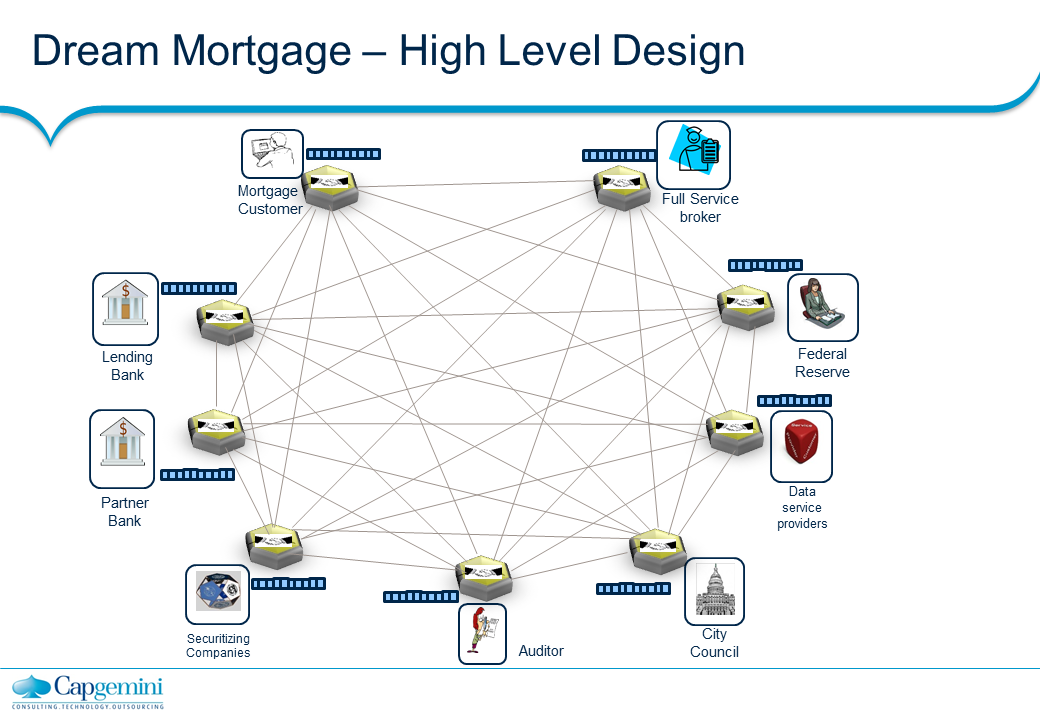 Dream Mortgage – High Level Design
Mortgage
Customer
Full Service
broker
Lending
Bank
Federal
Reserve
Partner
Bank
Data
service
providers
Service
Securitizing
Companies
Auditor
City
Council
Capgemini
CONSULTING.TECHNOLOGY.OUTSOURCING